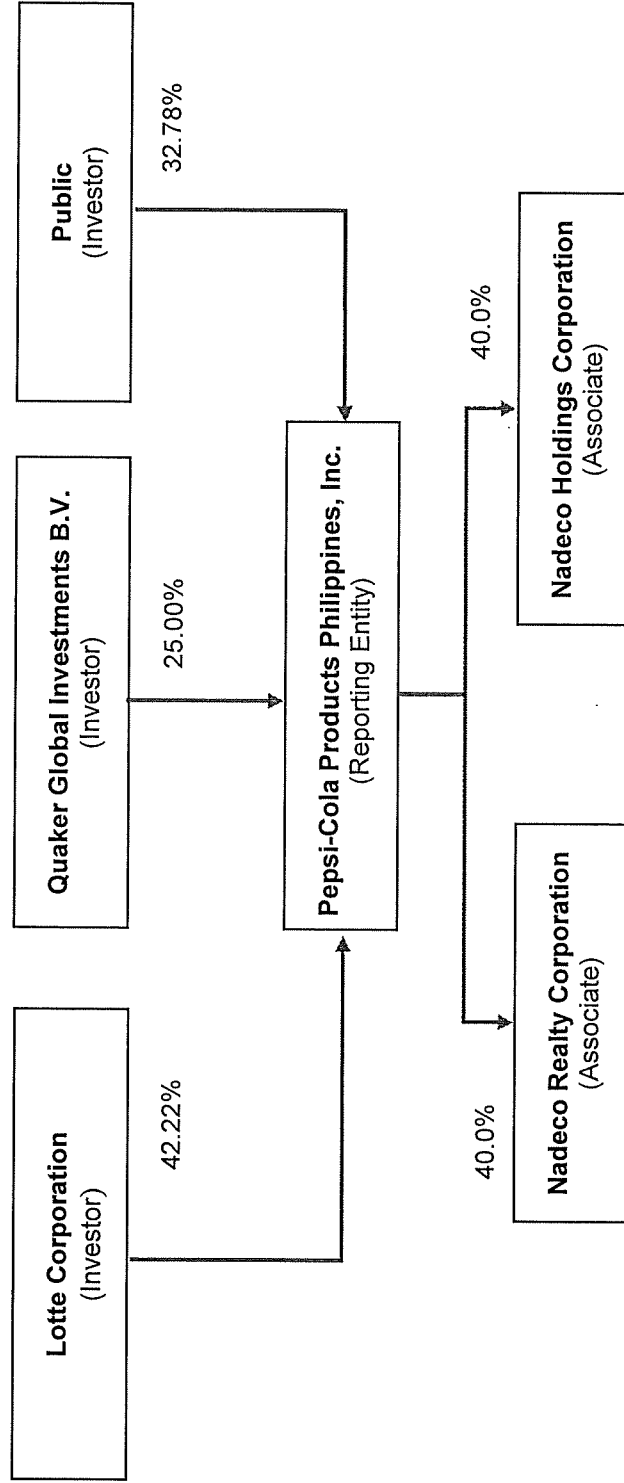 Lotte Corporation
(Investor)
Quaker Global Investments B.V.
(Investor)
Public
(Investor)
42.22%
25.00%
32.78%
Pepsi-Cola Products Philippines, Inc.
(Reporting Entity)
40.0%
40.0%
Nadeco Realty Corporation
(Associate)
Nadeco Holdings Corporation
(Associate)